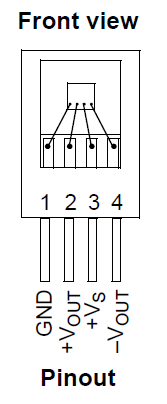 Front view
1 2 3 4
GND
+VOUT
+VS
–VOUT
Pinout